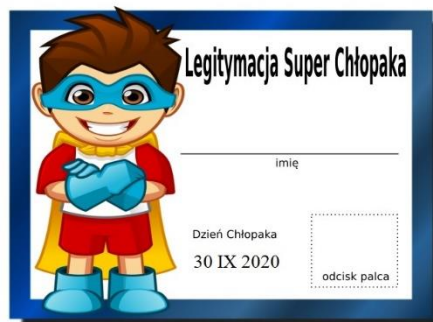 Legitymacja Super Chłopaka
imię
Dzień Chłopaka
30 IX 2020
odcisk palca